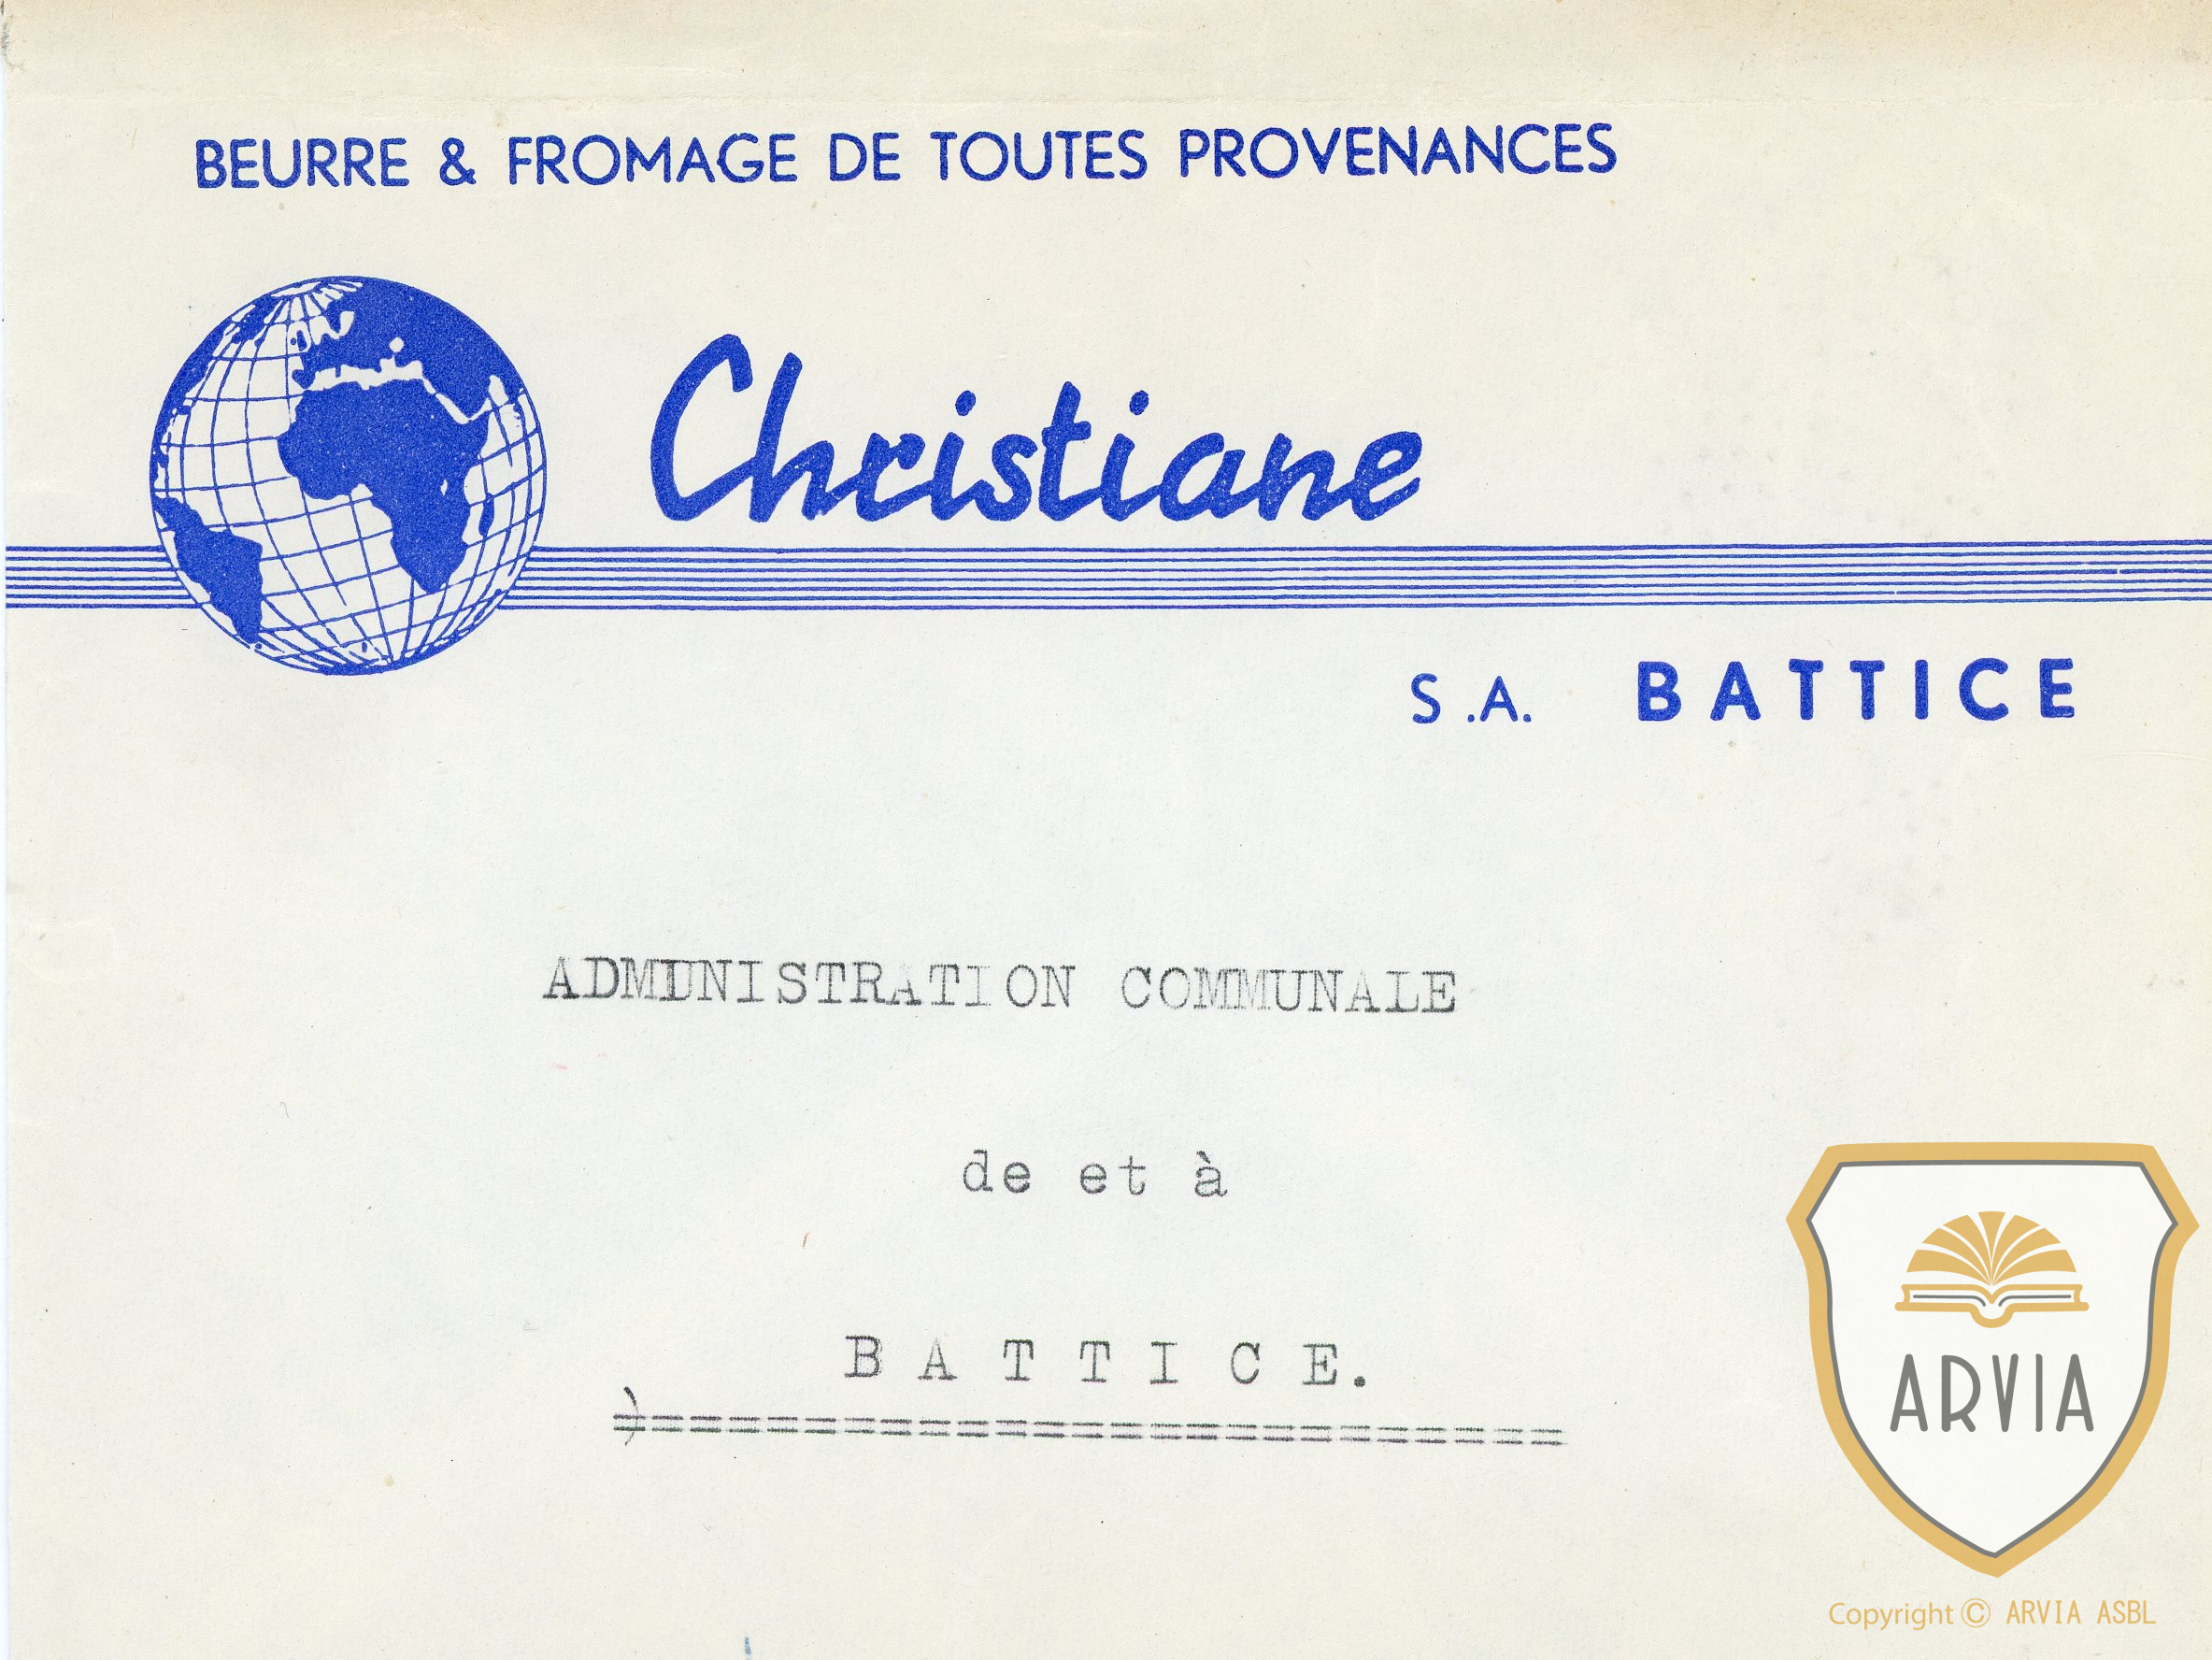 BEURRE & FROMAGE DE TOUTES PROVENANCES
Christiane
S.A. BATTICE
ADMINISTRATION COMMUNALE
de et à
B A T T I C E.
=========================
ARVIA
Copyright © ARVIA ASBL